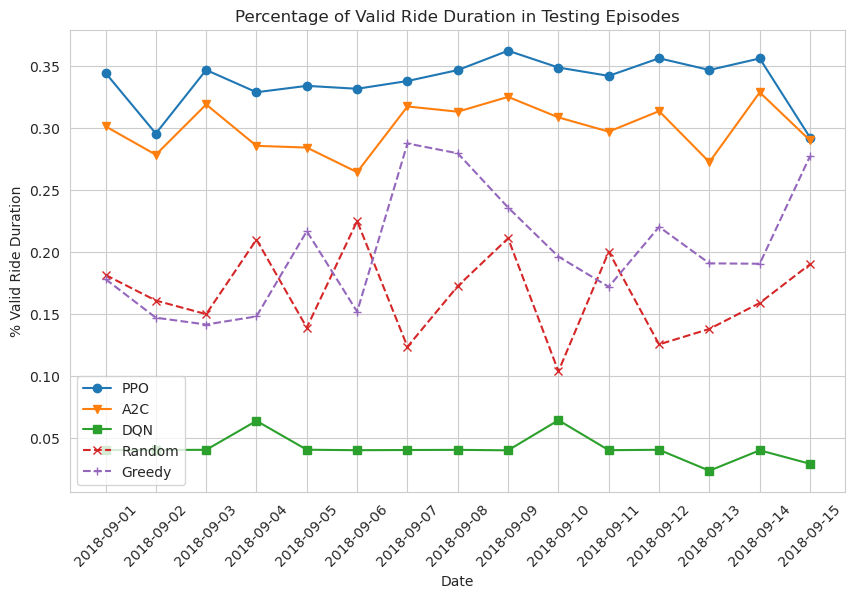 Percentage of Valid Ride Duration in Testing Episodes
% Valid Ride Duration
0.35
0.30
0.25
0.20
0.15
0.10
0.05
PPO
A2C
DQN
Random
Greedy
2018-09-01
2018-09-02
2018-09-03
2018-09-04
2018-09-05
2018-09-06
2018-09-07
2018-09-08
2018-09-09
2018-09-10
2018-09-11
2018-09-12
2018-09-13
2018-09-14
2018-09-15
Date